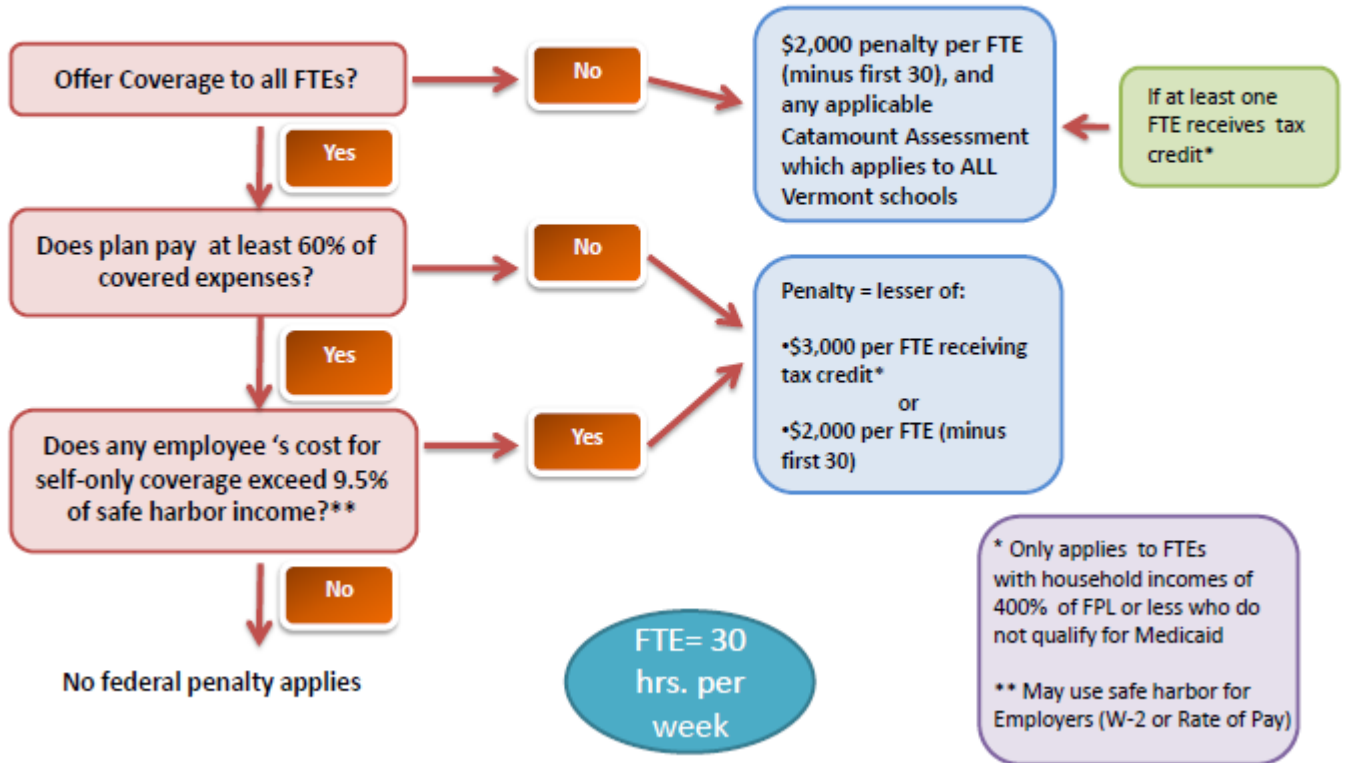 Offer Coverage to all FTEs?
No
$2,000 penalty per FTE
(minus first 30), and
any applicable
Catamount Assessment
which applies to ALL
Vermont schools
If at least one
FTE receives tax
credit*
Yes
Does plan pay at least 60% of
covered expenses?
No
Penalty = lesser of:
•$3,000 per FTE receiving
tax credit*
or
•$2,000 per FTE (minus
first 30)
Yes
Does any employee ‘s cost for
self-only coverage exceed 9.5%
of safe harbor income?**
Yes
No
No federal penalty applies
FTE= 30
hrs. per
week
* Only applies to FTEs
with household incomes of
400% of FPL or less who do
not qualify for Medicaid
** May use safe harbor for
Employers (W-2 or Rate of Pay)